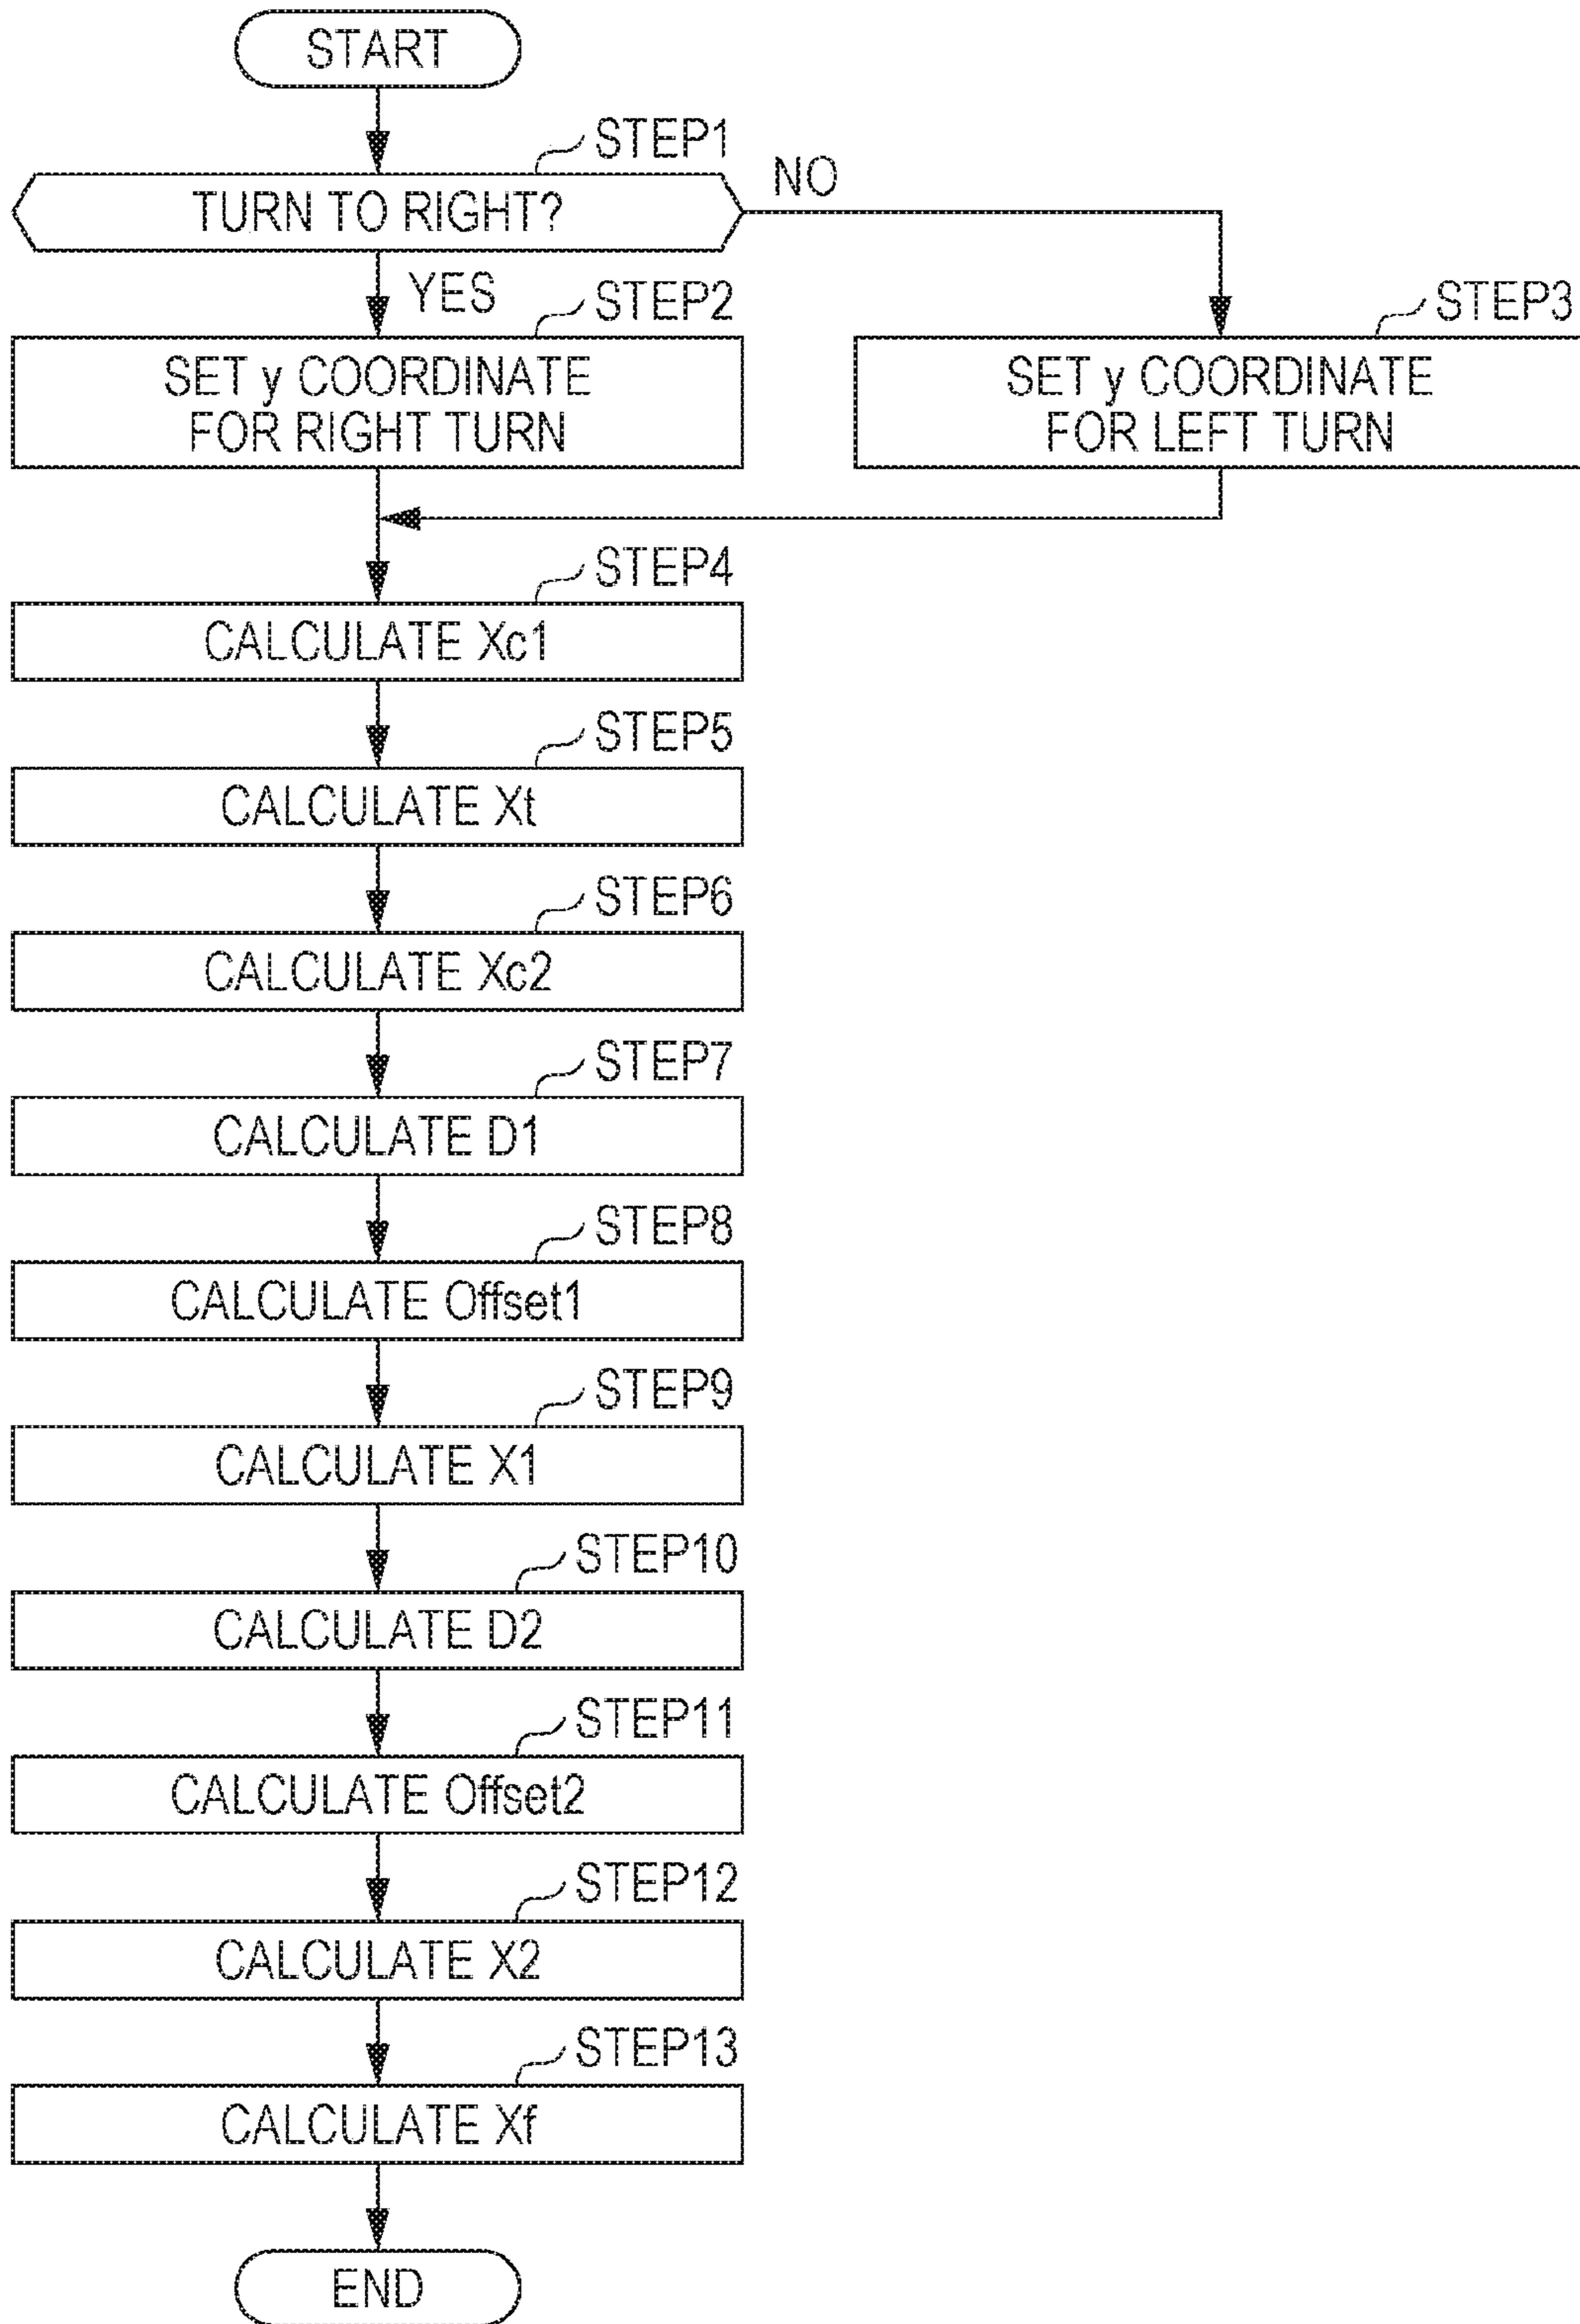 START
STEP1
TURN TO RIGHT?
NO
YES
STEP2
SET y COORDINATE
FOR RIGHT TURN
STEP3
SET y COORDINATE
FOR LEFT TURN
STEP4
CALCULATE Xc1
STEP5
CALCULATE Xt
STEP6
CALCULATE Xc2
STEP7
CALCULATE D1
STEP8
CALCULATE Offset1
STEP9
CALCULATE X1
STEP10
CALCULATE D2
STEP11
CALCULATE Offset2
STEP12
CALCULATE X2
STEP13
CALCULATE Xf
END